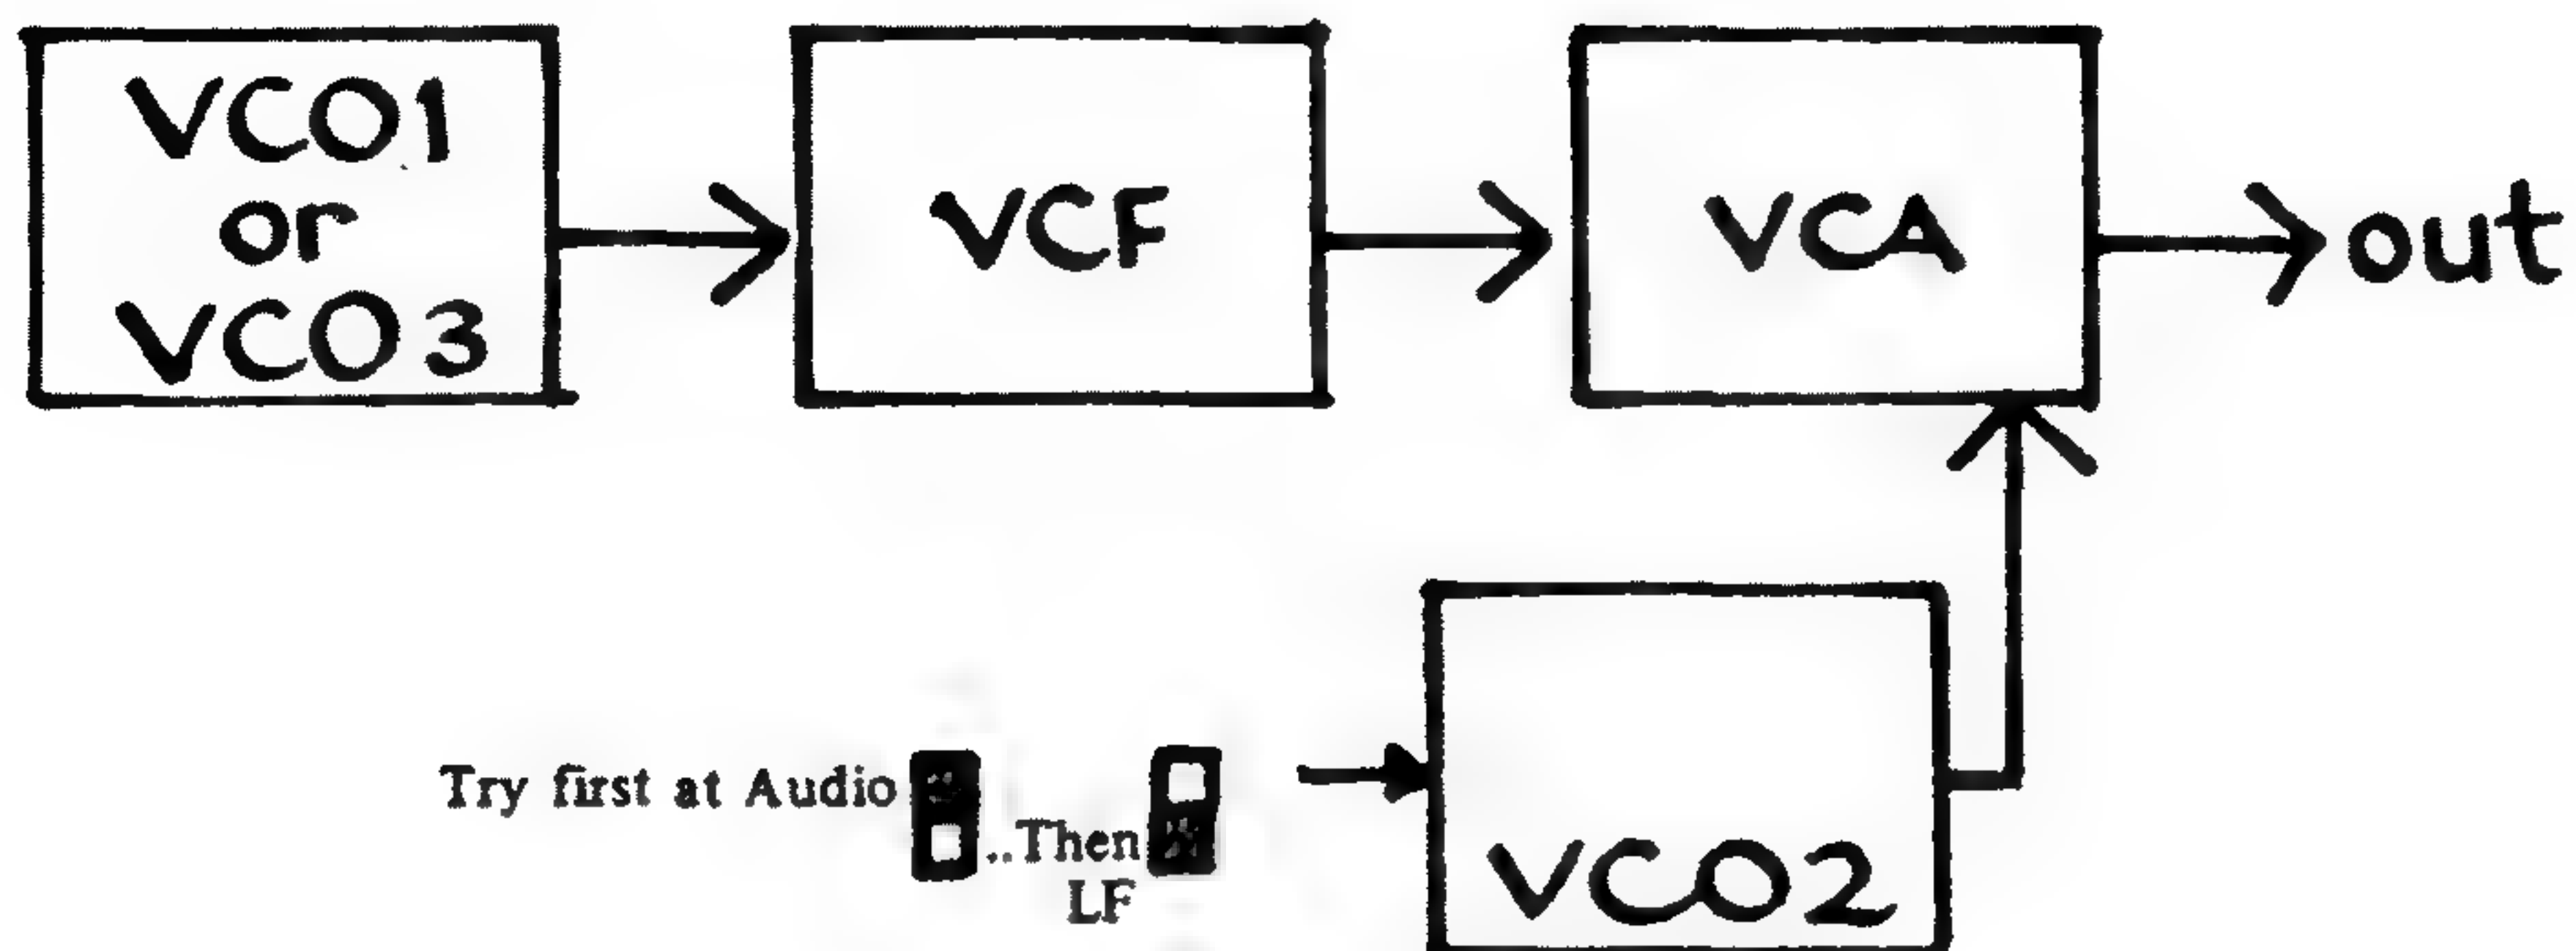 VCO1
or
VCO3
VCF
VCA
out
Try first at Audio
..Then
LF
VCO2